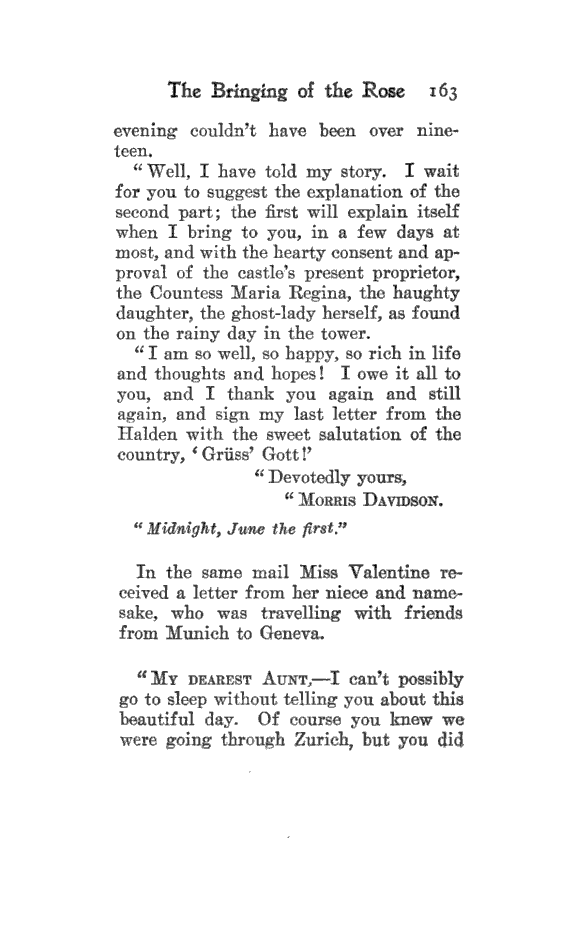 The Bringing of the Rose 163
evening couldn't have been over nine-
teen.
"Well, I have told my story. I wait
for you to suggest the explanation of the
second part; the first will explain itself
when I bring to you, in a few days at
most, and with the hearty consent and ap-
proval of the castle's present proprietor,
the Countess Maria Regina, the haughty
daughter, the ghost-lady herself, as found
on the rainy day in the tower.
"I am so well, so happy, so rich in life
and thoughts and hopes! I owe it all to
you, and I thank you again and still
again, and sign my last letter from the
Halden with the sweet salutation of the
country, 'Grüss' Gott!'
"Devotedly yours,
"MORRIS DAVIDSON.
"Midnight, June the first."
In the same mail Miss Valentine re-
ceived a letter from her niece and name-
sake, who was travelling with friends
from Munich to Geneva.
"MY DEAREST AUNT,—I can't possibly
go to sleep without telling you about this
beautiful day. Of course you knew we
were going through Zurich, but you did